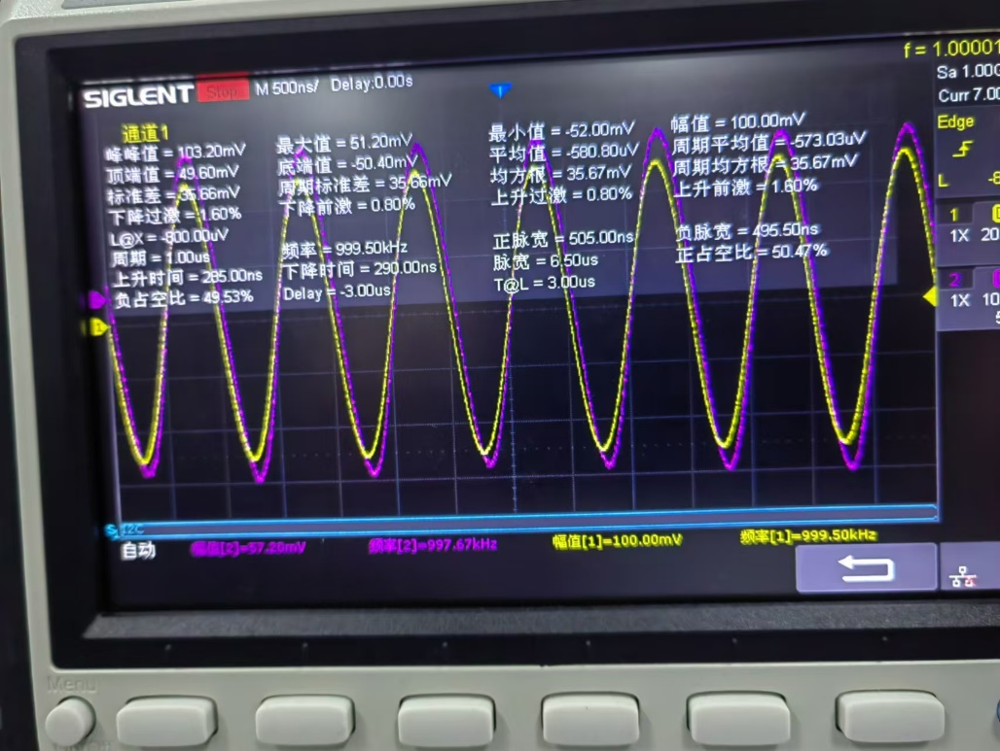 f = 1.00001
SIGLENT Stop M 500ns/ Delay:0.00s
Sa 1.00
Curr 7.00
Edge
L
1
1X 20
2
1X 10
通道1
峰峰值 = 103.20mV 最大值 = 51.20mV 最小值 = -52.00mV 幅值 = 100.00mV
顶端值 = 49.60mV 底端值 = -50.40mV 平均值 = -580.80uV 周期平均值 = -573.03uV
标准差 = 35.66mV 周期标准差 = 35.66mV 均方根 = 35.67mV 周期均方根 = 35.67mV
下降过激 = 1.60% 下降前激 = 0.80% 上升过激 = 0.80% 上升前激 = 1.60%
L@X = -800.00uV
周期 = 1.00us 频率 = 999.50kHz 正脉宽 = 505.00ns 负脉宽 = 495.50ns
上升时间 = 285.00ns 下降时间 = 290.00ns 脉宽 = 6.50us 正占空比 = 50.47%
负占空比 = 49.53% Delay = -3.00us T@L = 3.00us
1
S I2C
自动 幅值[2]=57.20mV 频率[2]=997.67kHz 幅值[1]=100.00mV 频率[1]=999.50kHz
Menu